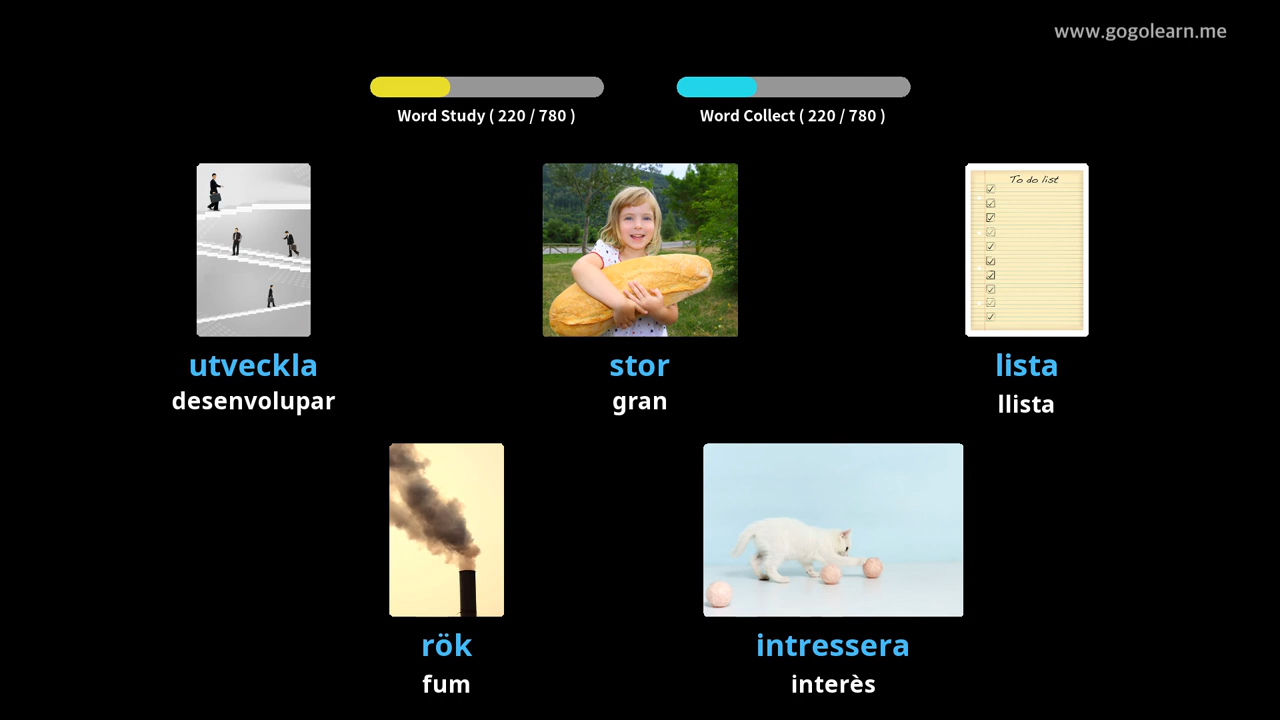 www.gogolearn.me
Word Study ( 220 / 780 )
Word Collect ( 220 / 780 )
To do list
utveckla
stor
lista
desenvolupar
gran
llista
rök
intressera
fum
interès